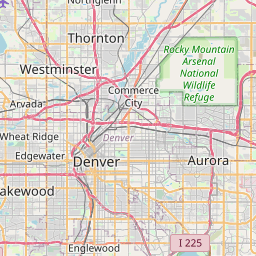 Northglenn
Thornton
Rocky Mountain
Arsenal
National
Wildlife
Refuge
Westminster
Commerce
City
Arvada
Wheat Ridge
Denver
Edgewater
Denver
Aurora
Lakewood
I 225
Englewood